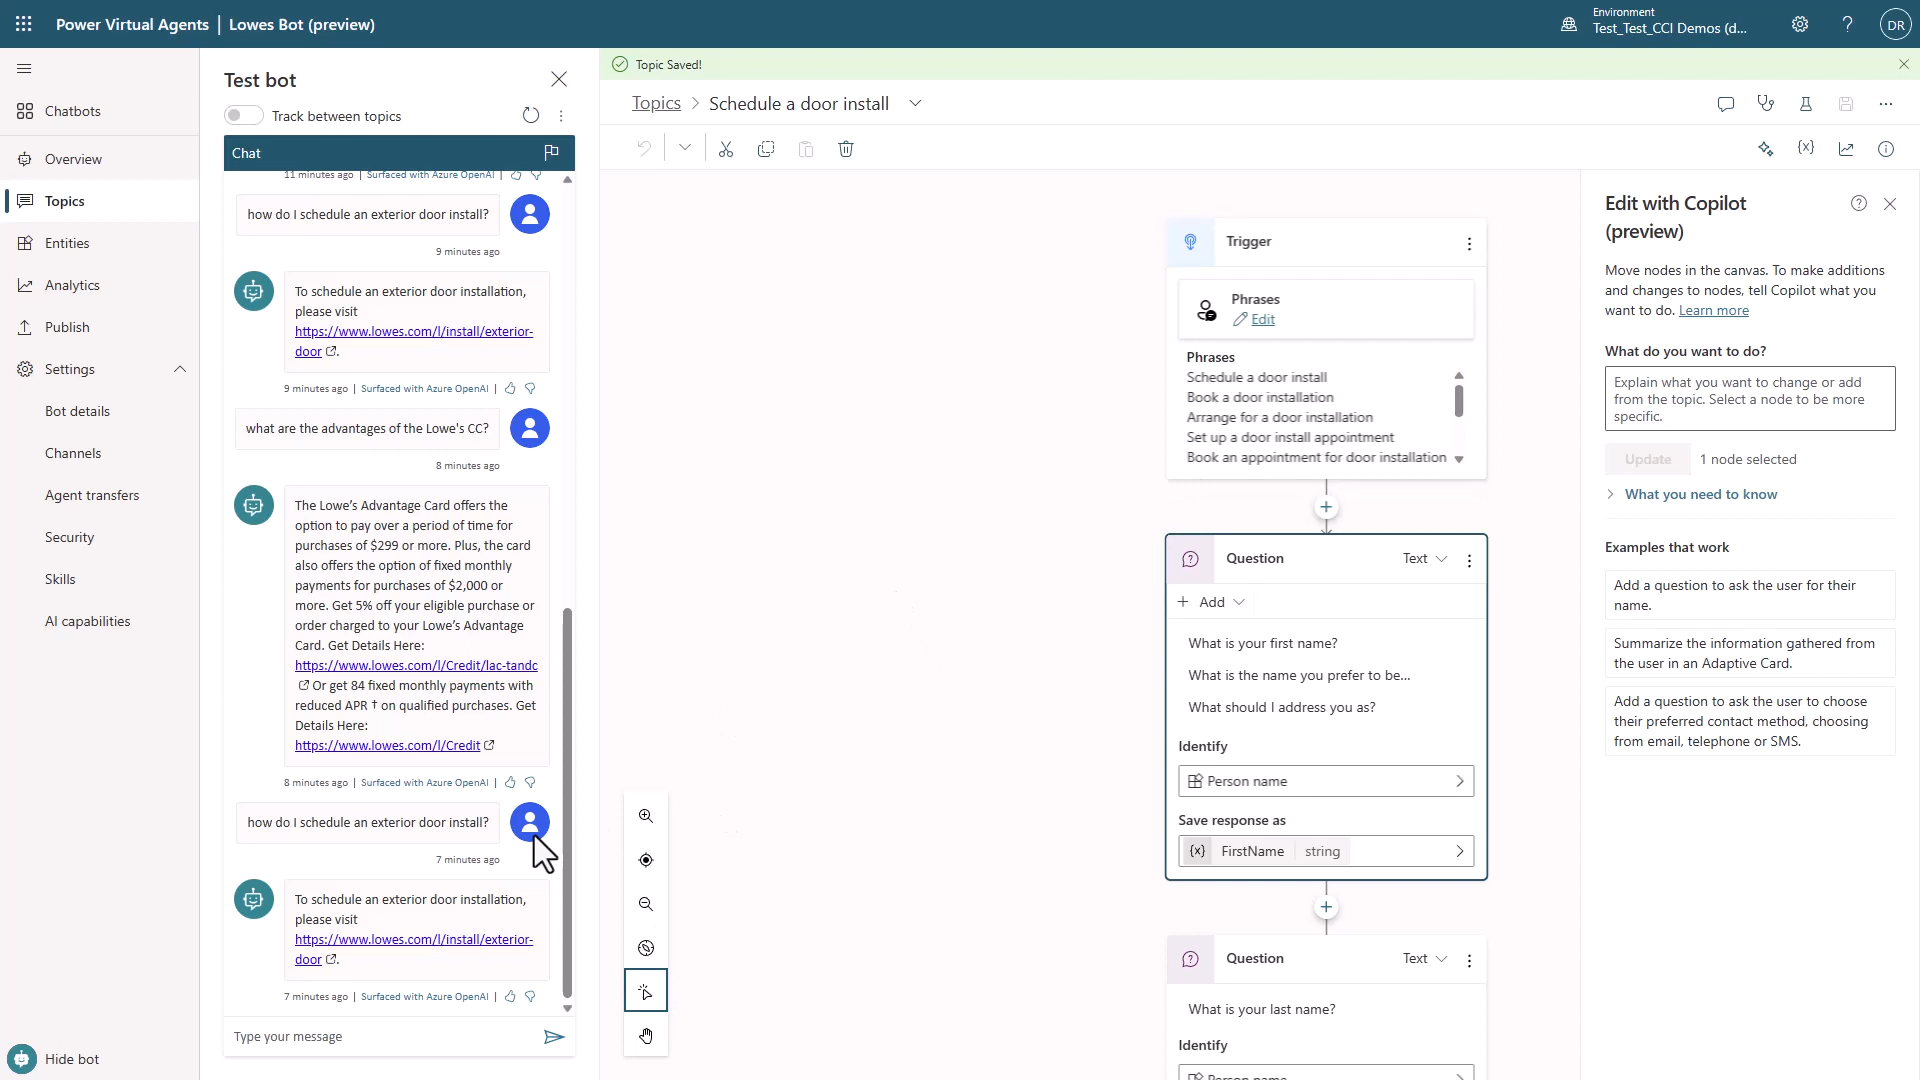 Power Virtual Agents | Lowes Bot (preview)
Environment
Test_Test_CCI Demos (d...
DR
Chatbots
Overview
Topics
Entities
Analytics
Publish
Settings
Bot details
Channels
Agent transfers
Security
Skills
AI capabilities
Hide bot
Test bot
Track between topics
Chat
11 minutes ago | Surfaced with Azure OpenAI |
how do I schedule an exterior door install?
9 minutes ago
To schedule an exterior door installation,
please visit
https://www.lowes.com/l/install/exterior-
door.
9 minutes ago | Surfaced with Azure OpenAI |
what are the advantages of the Lowe's CC?
8 minutes ago
The Lowe's Advantage Card offers the
option to pay over a period of time for
purchases of $299 or more. Plus, the card
also offers the option of fixed monthly
payments for purchases of $2,000 or
more. Get 5% off your eligible purchase or
order charged to your Lowe's Advantage
Card. Get Details Here:
https://www.lowes.com/l/Credit/lac-tandc
Or get 84 fixed monthly payments with
reduced APR † on qualified purchases. Get
Details Here:
https://www.lowes.com/l/Credit
8 minutes ago | Surfaced with Azure OpenAI |
how do I schedule an exterior door install?
7 minutes ago
To schedule an exterior door installation,
please visit
https://www.lowes.com/l/install/exterior-
door.
7 minutes ago | Surfaced with Azure OpenAI |
Type your message
Topic Saved!
Topics > Schedule a door install
Trigger
Phrases
Edit
Phrases
Schedule a door install
Book a door installation
Arrange for a door installation
Set up a door install appointment
Book an appointment for door installation
Question Text
+ Add
What is your first name?
What is the name you prefer to be...
What should I address you as?
Identify
Person name
Save response as
{x} FirstName string
Question Text
What is your last name?
Identify
Person name
Edit with Copilot
(preview)
Move nodes in the canvas. To make additions
and changes to nodes, tell Copilot what you
want to do. Learn more
What do you want to do?
Explain what you want to change or add
from the topic. Select a node to be more
specific.
Update 1 node selected
What you need to know
Examples that work
Add a question to ask the user for their
name.
Summarize the information gathered from
the user in an Adaptive Card.
Add a question to ask the user to choose
their preferred contact method, choosing
from email, telephone or SMS.